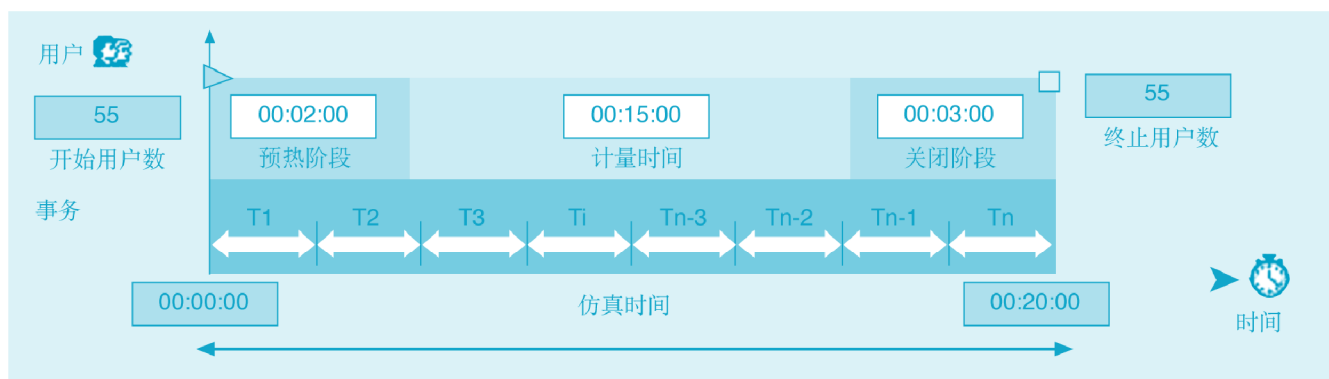 用户
55
开始用户数
00:02:00
预热阶段
00:15:00
计量时间
00:03:00
关闭阶段
55
终止用户数
事务
T1 T2 T3 Ti Tn-3 Tn-2 Tn-1 Tn
00:00:00
仿真时间
00:20:00
时间